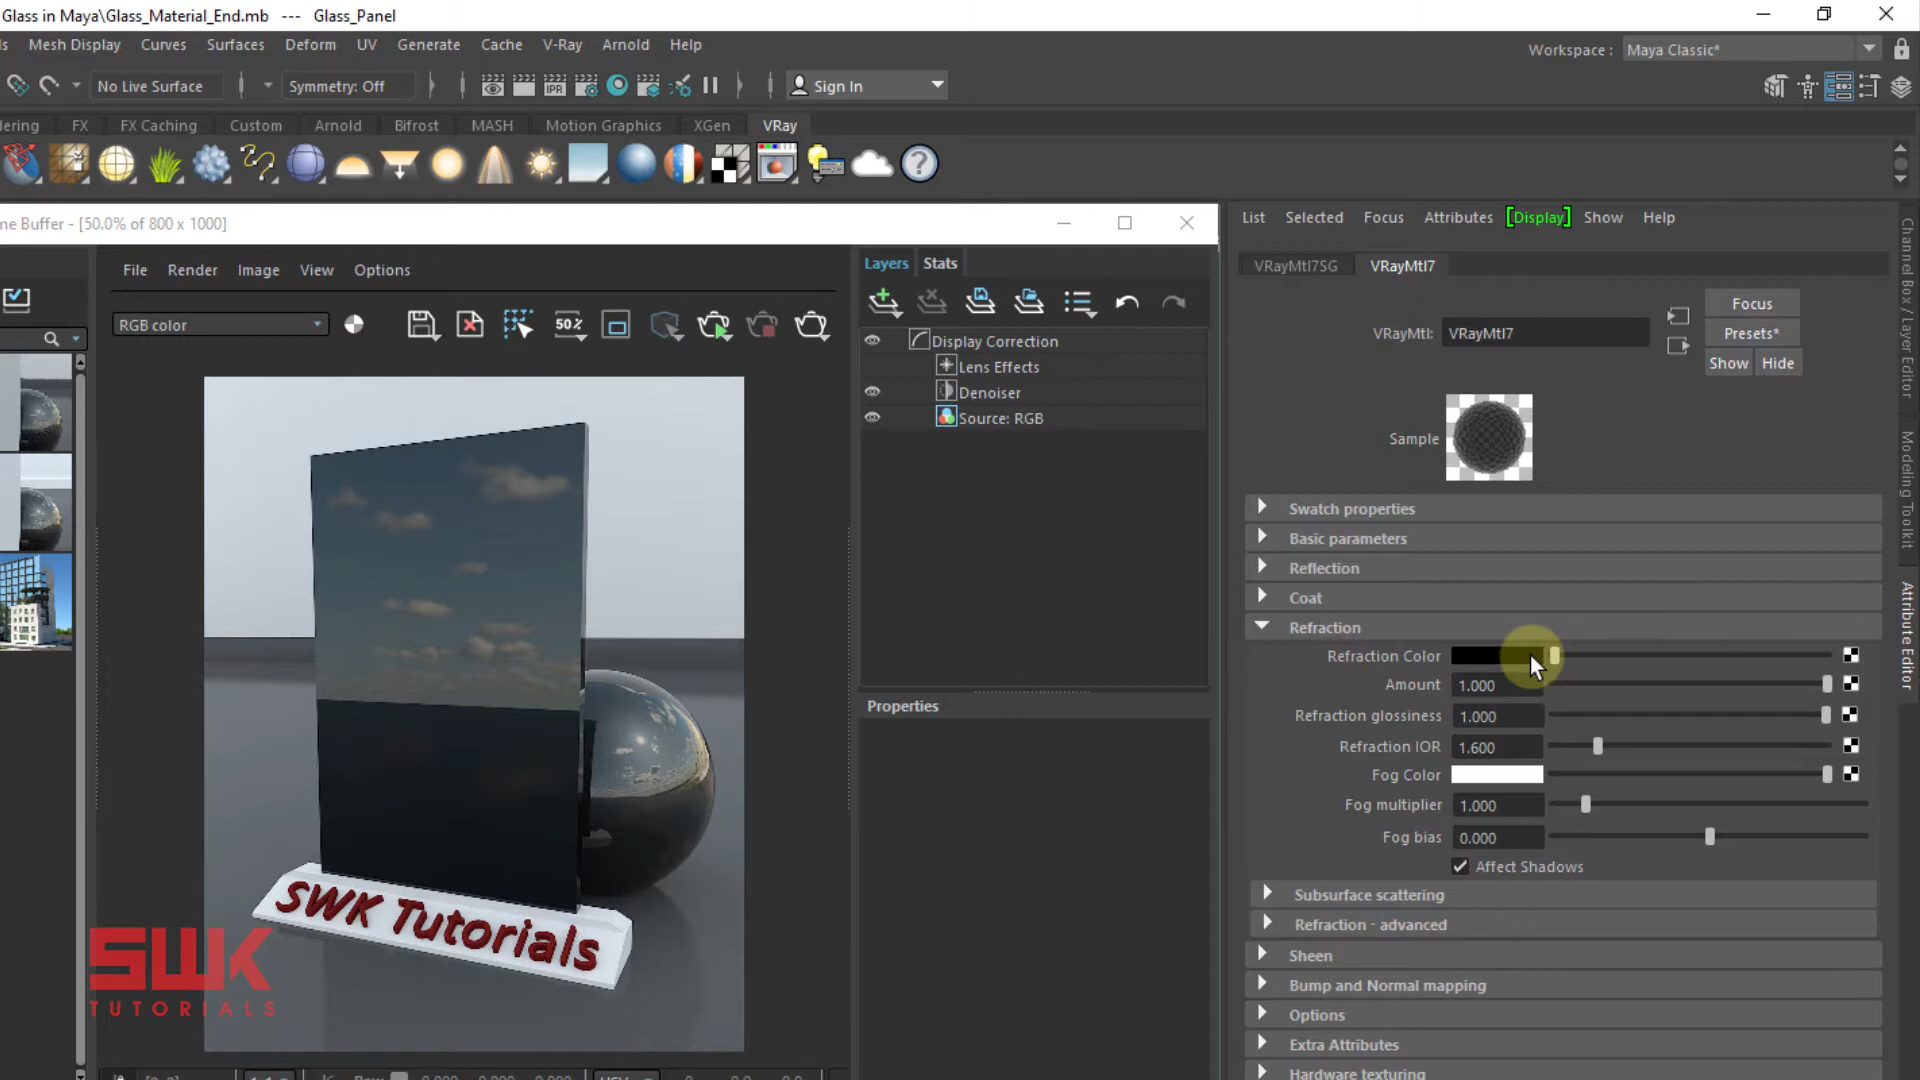 Glass in Maya\Glass_Material_End.mb --- Glass_Panel
Mesh Display Curves Surfaces Deform UV Generate Cache V-Ray Arnold Help
Workspace : Maya Classic*
No Live Surface Symmetry: Off Sign In
FX FX Caching Custom Arnold Bifrost MASH Motion Graphics XGen VRay
me Buffer - [50.0% of 800 x 1000]
List Selected Focus Attributes [Display] Show Help
File Render Image View Options
Layers Stats
VRayMtl7SG VRayMtl7
RGB color
50%
Focus
VRayMtl: VRayMtl7
Presets*
Show Hide
Display Correction
Lens Effects
Denoiser
Source: RGB
Sample
Swatch properties
Basic parameters
Reflection
Coat
Refraction
Refraction Color
Amount 1.000
Refraction glossiness 1.000
Refraction IOR 1.600
Fog Color
Fog multiplier 1.000
Fog bias 0.000
Affect Shadows
Subsurface scattering
Refraction - advanced
Sheen
Bump and Normal mapping
Options
Extra Attributes
Hardware texturing
Properties
Channel Box / Layer Editor
Modeling Toolkit
Attribute Editor
SWK Tutorials
SWK
TUTORIALS